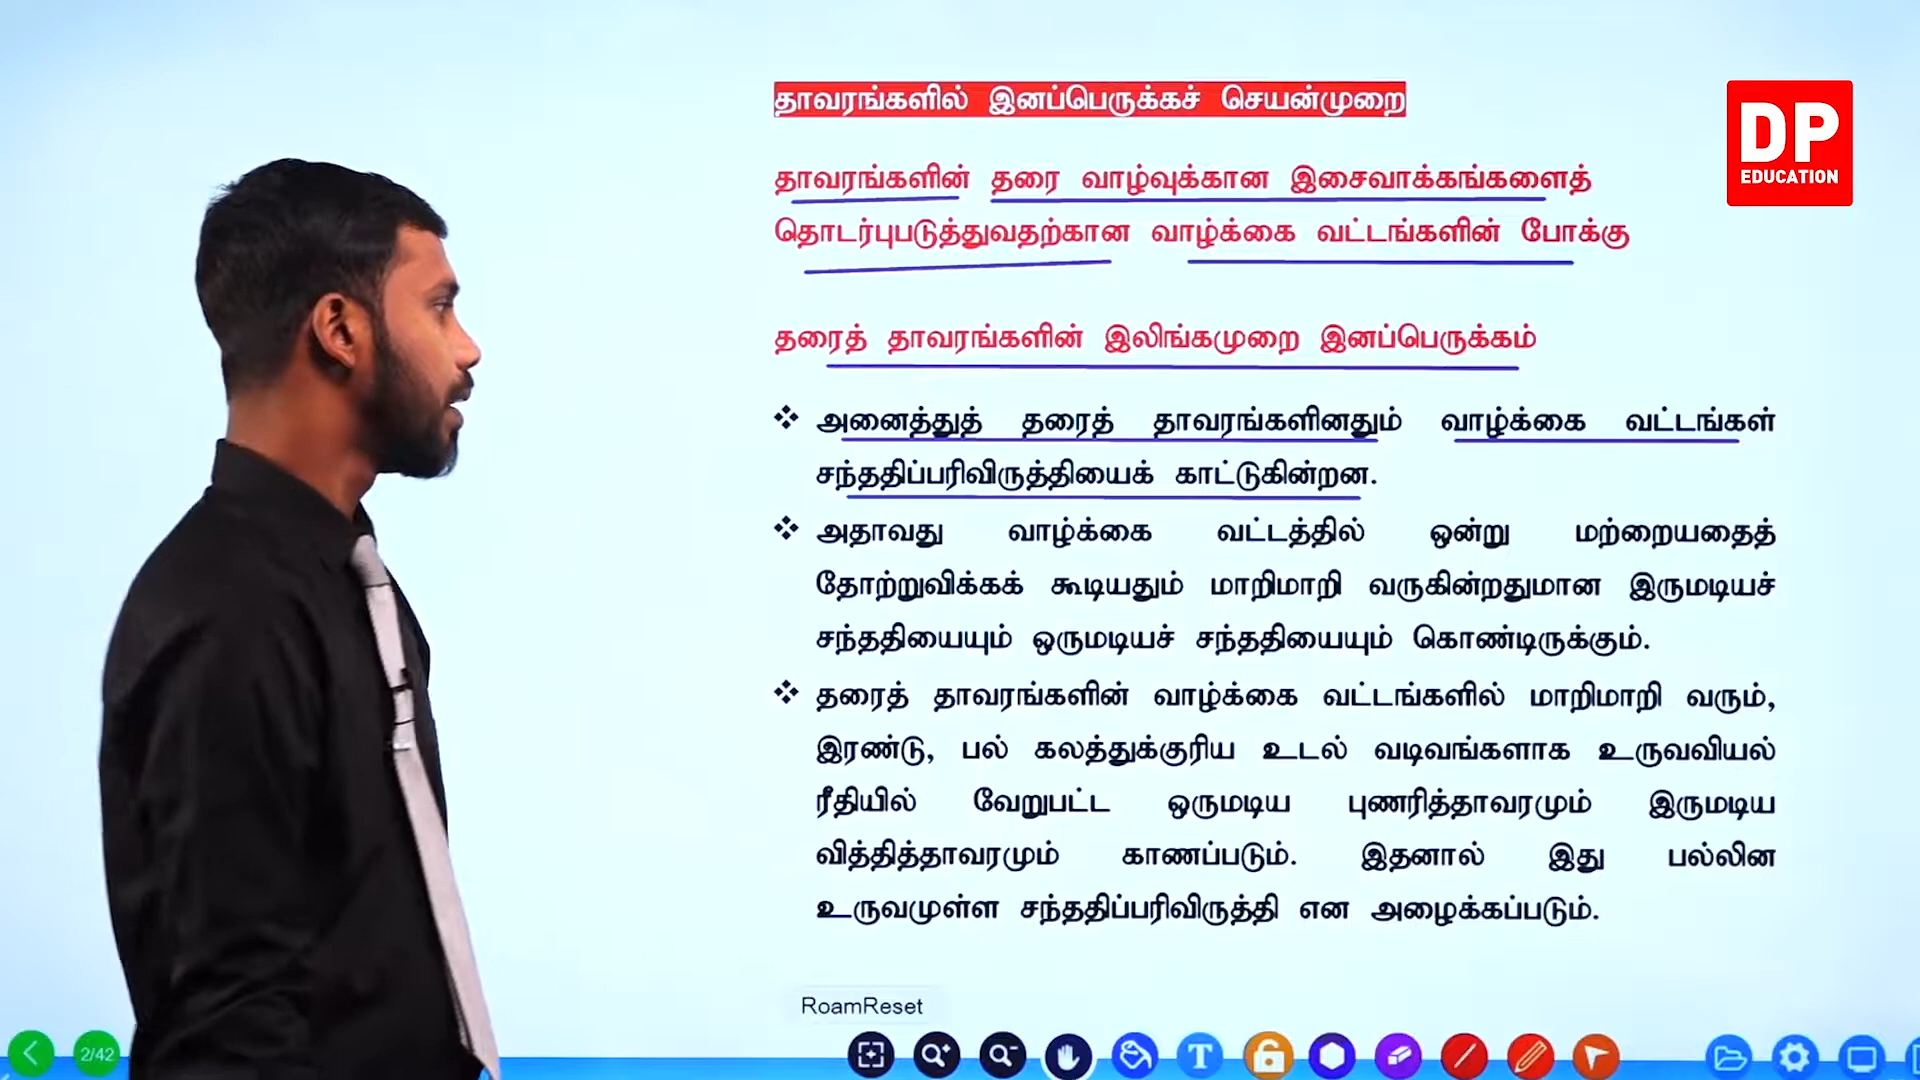 தாவரங்களில் இனப்பெருக்கச் செயன்முறை
DP
EDUCATION
தாவரங்களின் தரை வாழ்வுக்கான இசைவாக்கங்களைத்
தொடர்புபடுத்துவதற்கான வாழ்க்கை வட்டங்களின் போக்கு
தரைத் தாவரங்களின் இலிங்கமுறை இனப்பெருக்கம்
❖ அனைத்துத் தரைத் தாவரங்களினதும் வாழ்க்கை வட்டங்கள்
சந்ததிப்பரிவிருத்தியைக் காட்டுகின்றன.
❖ அதாவது வாழ்க்கை வட்டத்தில் ஒன்று மற்றையதைத்
தோற்றுவிக்கக் கூடியதும் மாறிமாறி வருகின்றதுமான இருமடியச்
சந்ததியையும் ஒருமடியச் சந்ததியையும் கொண்டிருக்கும்.
❖ தரைத் தாவரங்களின் வாழ்க்கை வட்டங்களில் மாறிமாறி வரும்,
இரண்டு, பல் கலத்துக்குரிய உடல் வடிவங்களாக உருவவியல்
ரீதியில் வேறுபட்ட ஒருமடிய புணரித்தாவரமும் இருமடிய
வித்தித்தாவரமும் காணப்படும். இதனால் இது பல்லின
உருவமுள்ள சந்ததிப்பரிவிருத்தி என அழைக்கப்படும்.
RoamReset
2/42
T